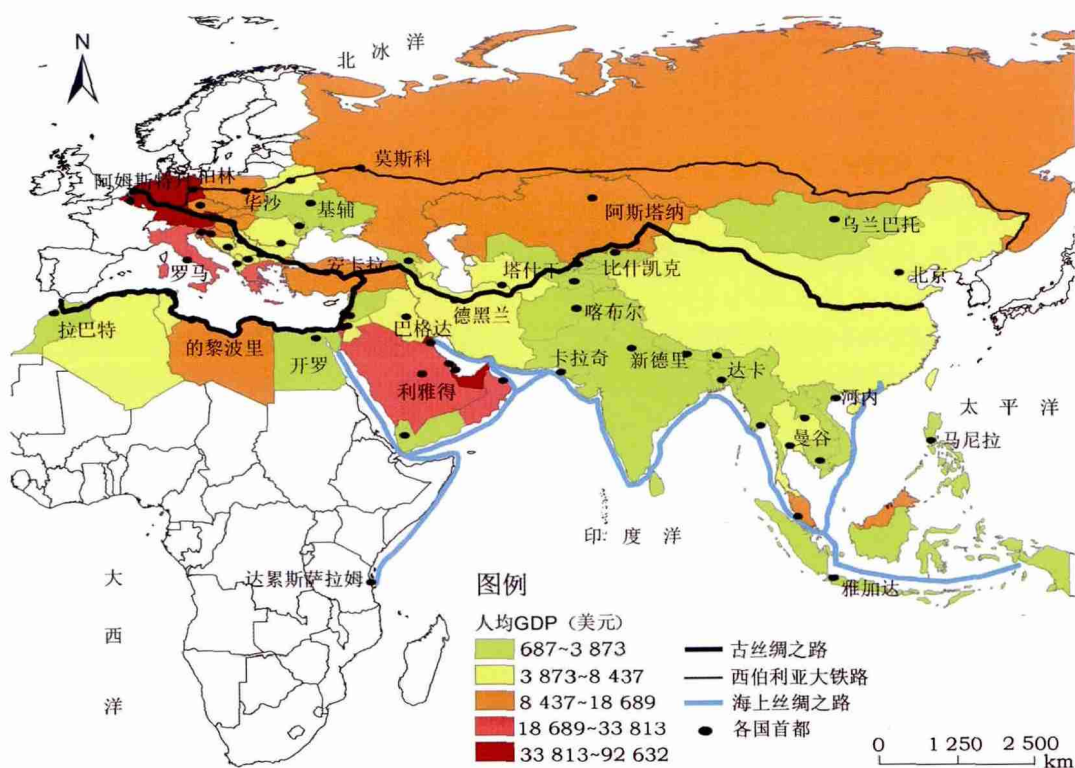 N
北冰洋
莫斯科
阿姆斯特丹
柏林
华沙
基辅
阿斯塔纳
乌兰巴托
罗马
安卡拉
塔什干
比什凯克
北京
拉巴特
的黎波里
开罗
巴格达
德黑兰
喀布尔
利雅得
卡拉奇
新德里
达卡
河内
太平洋
曼谷
马尼拉
印度洋
达累斯萨拉姆
雅加达
大西洋
图例
人均GDP（美元）
687~3 873
3 873~8 437
8 437~18 689
18 689~33 813
33 813~92 632
古丝绸之路
西伯利亚大铁路
海上丝绸之路
各国首都
0 1 250 2 500
km